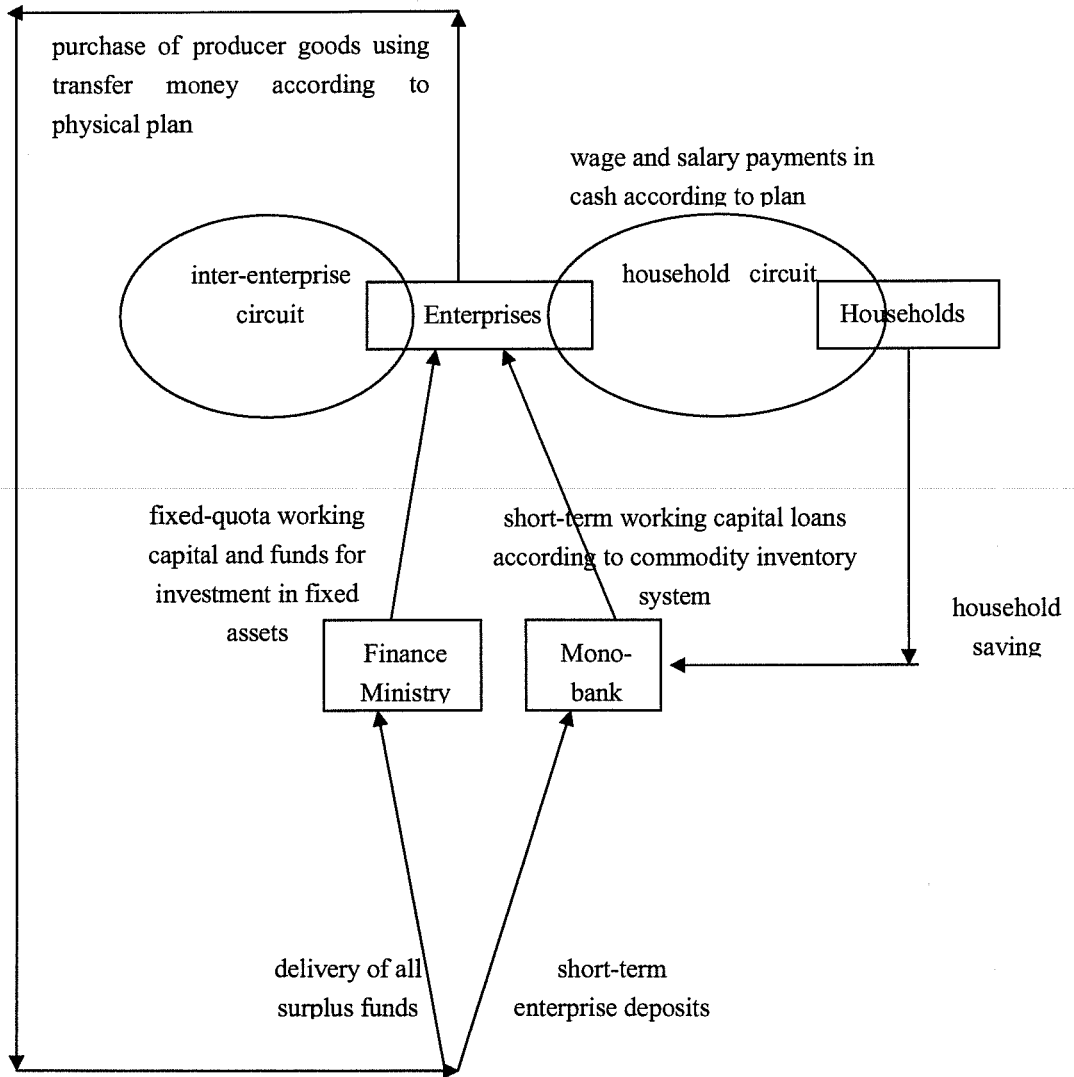 purchase of producer goods using
transfer money according to
physical plan
wage and salary payments in
cash according to plan
inter-enterprise
circuit
Enterprises
household circuit
Households
fixed-quota working
capital and funds for
investment in fixed
assets
short-term working capital loans
according to commodity inventory
system
household
saving
Finance
Ministry
Mono-
bank
delivery of all
surplus funds
short-term
enterprise deposits